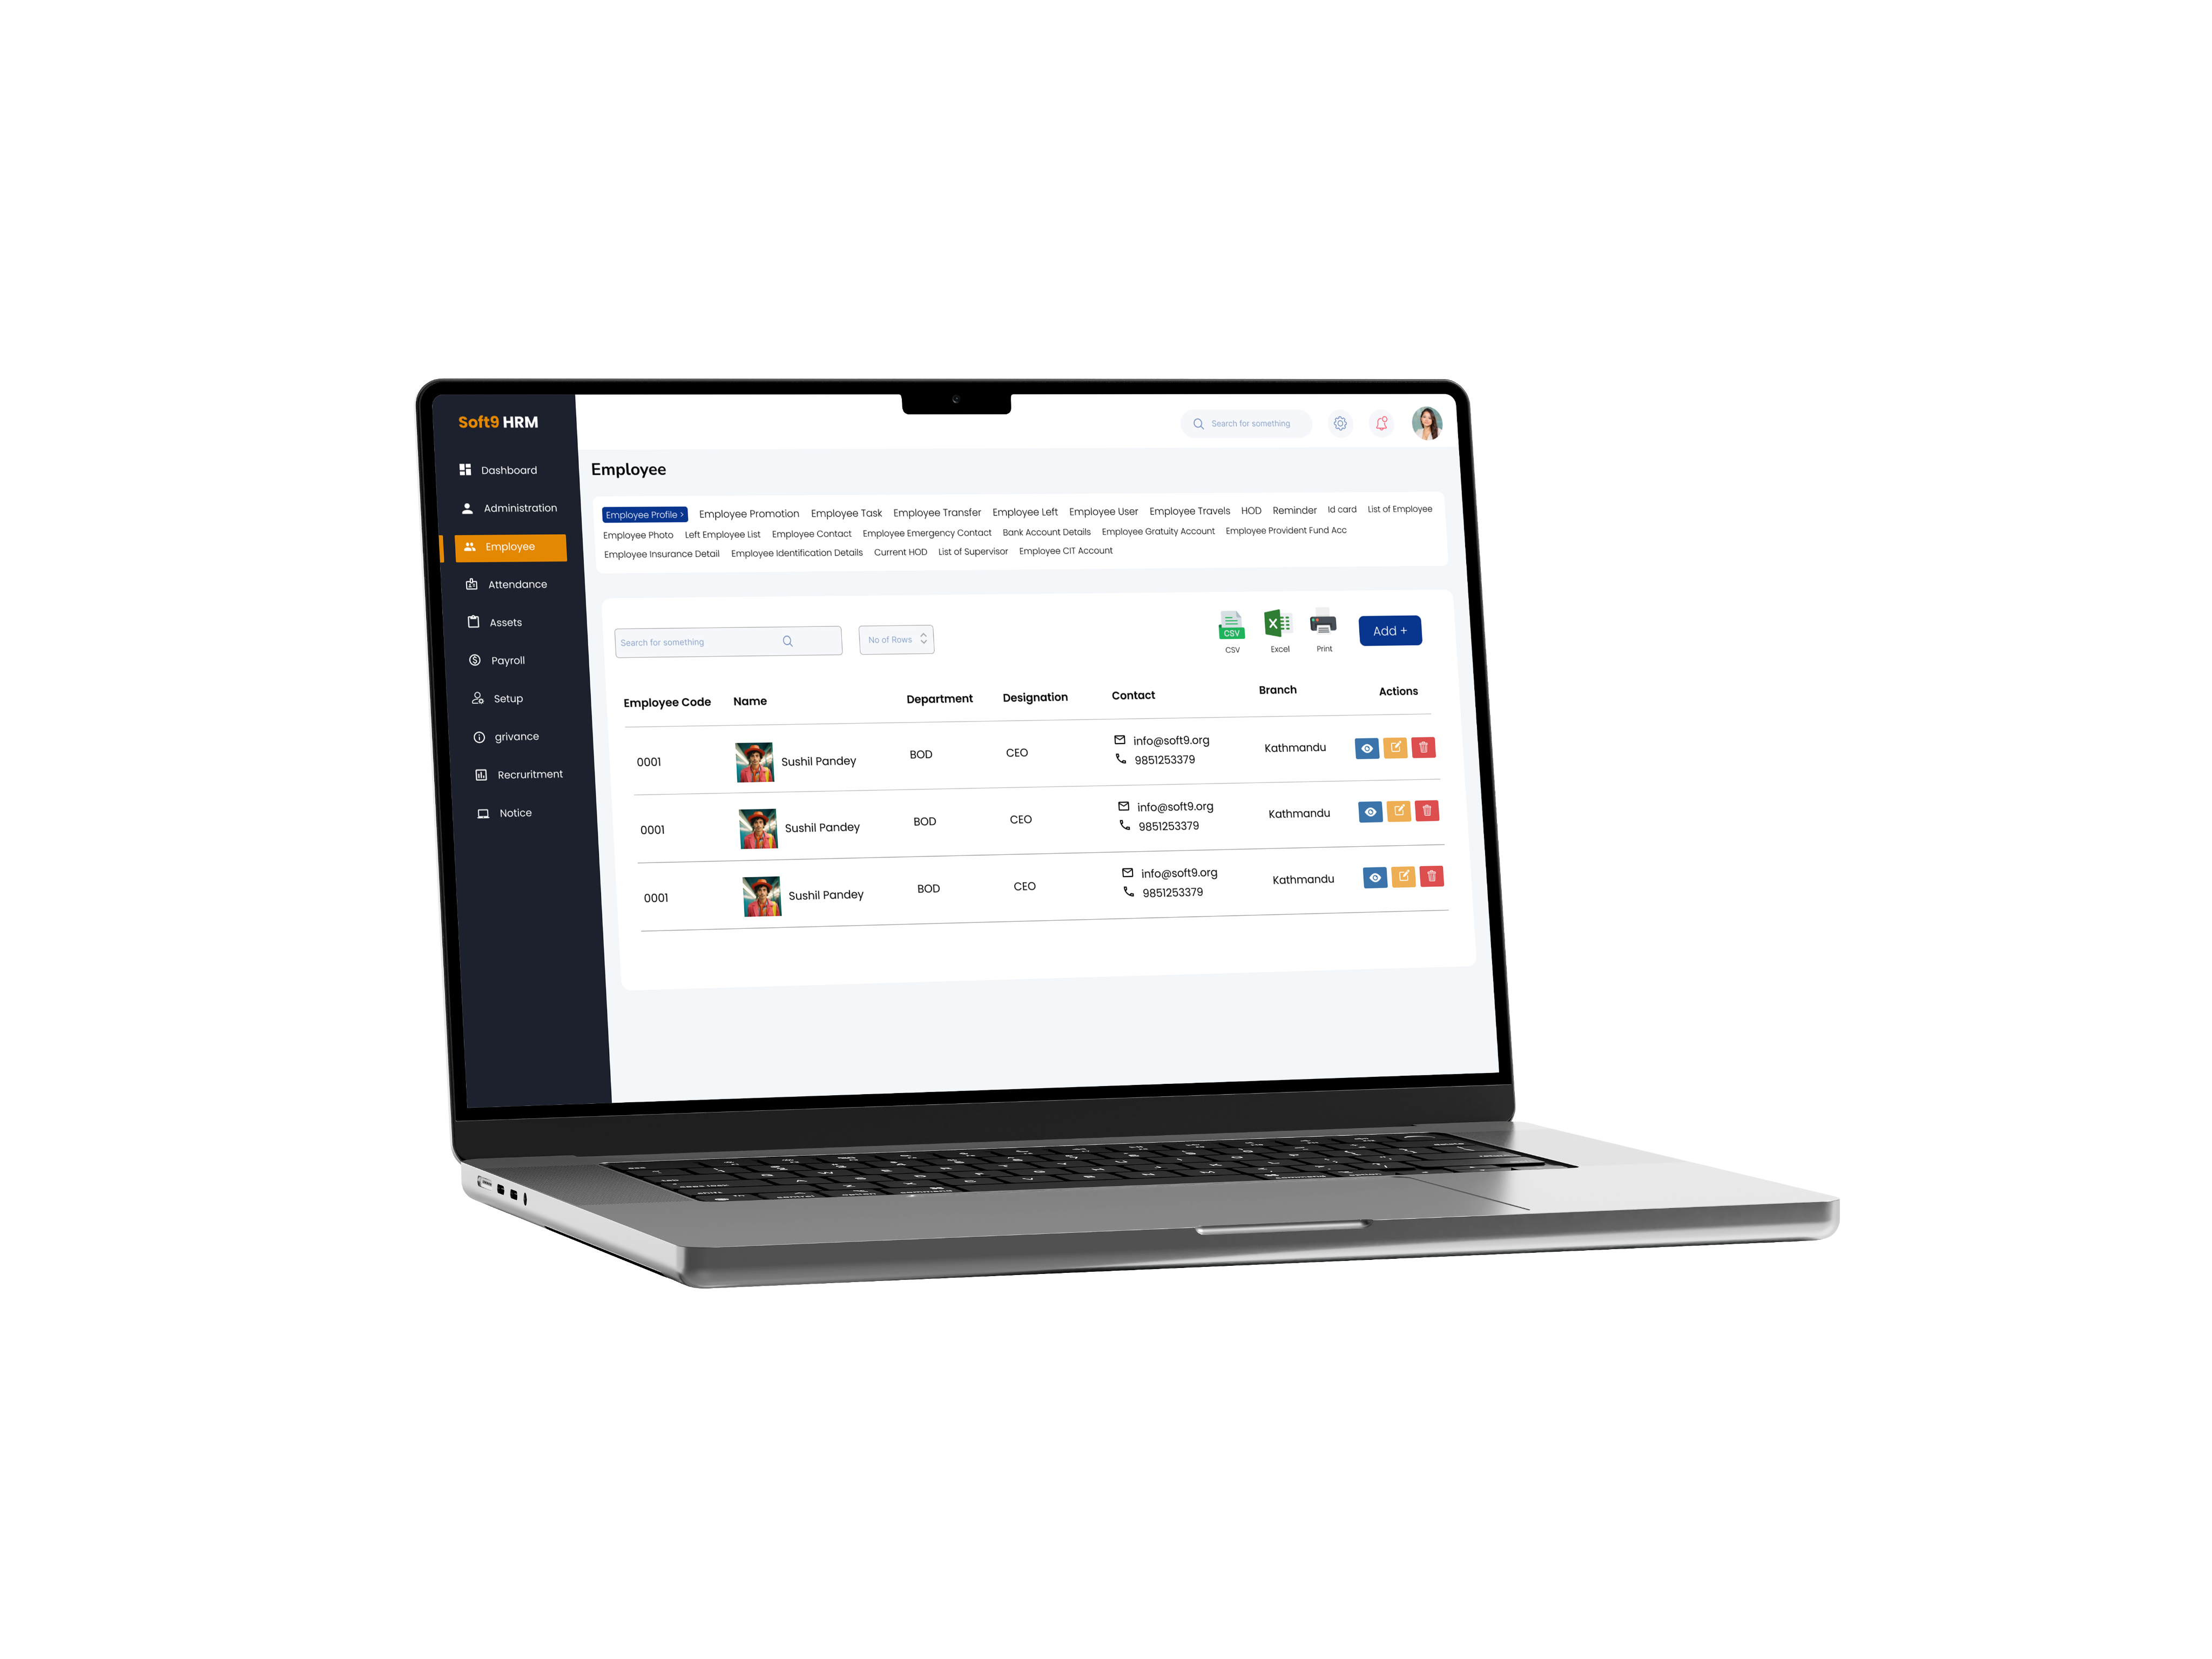 Soft9 HRM
Search for something
Dashboard
Administration
Employee
Attendance
Assets
Payroll
Setup
grivance
Recruritment
Notice
Employee
Employee Profile > Employee Promotion Employee Task Employee Transfer Employee Left Employee User Employee Travels HOD Reminder Id card List of Employee
Employee Photo Left Employee List Employee Contact Employee Emergency Contact Bank Account Details Employee Gratuity Account Employee Provident Fund Acc
Employee Insurance Detail Employee Identification Details Current HOD List of Supervisor Employee CIT Account
Search for something No of Rows CSV Add +
CSV Excel Print
Employee Code Name Department Designation Contact Branch Actions
0001 Sushil Pandey BOD CEO info@soft9.org Kathmandu
9851253379
0001 Sushil Pandey BOD CEO info@soft9.org Kathmandu
9851253379
0001 Sushil Pandey BOD CEO info@soft9.org Kathmandu
9851253379